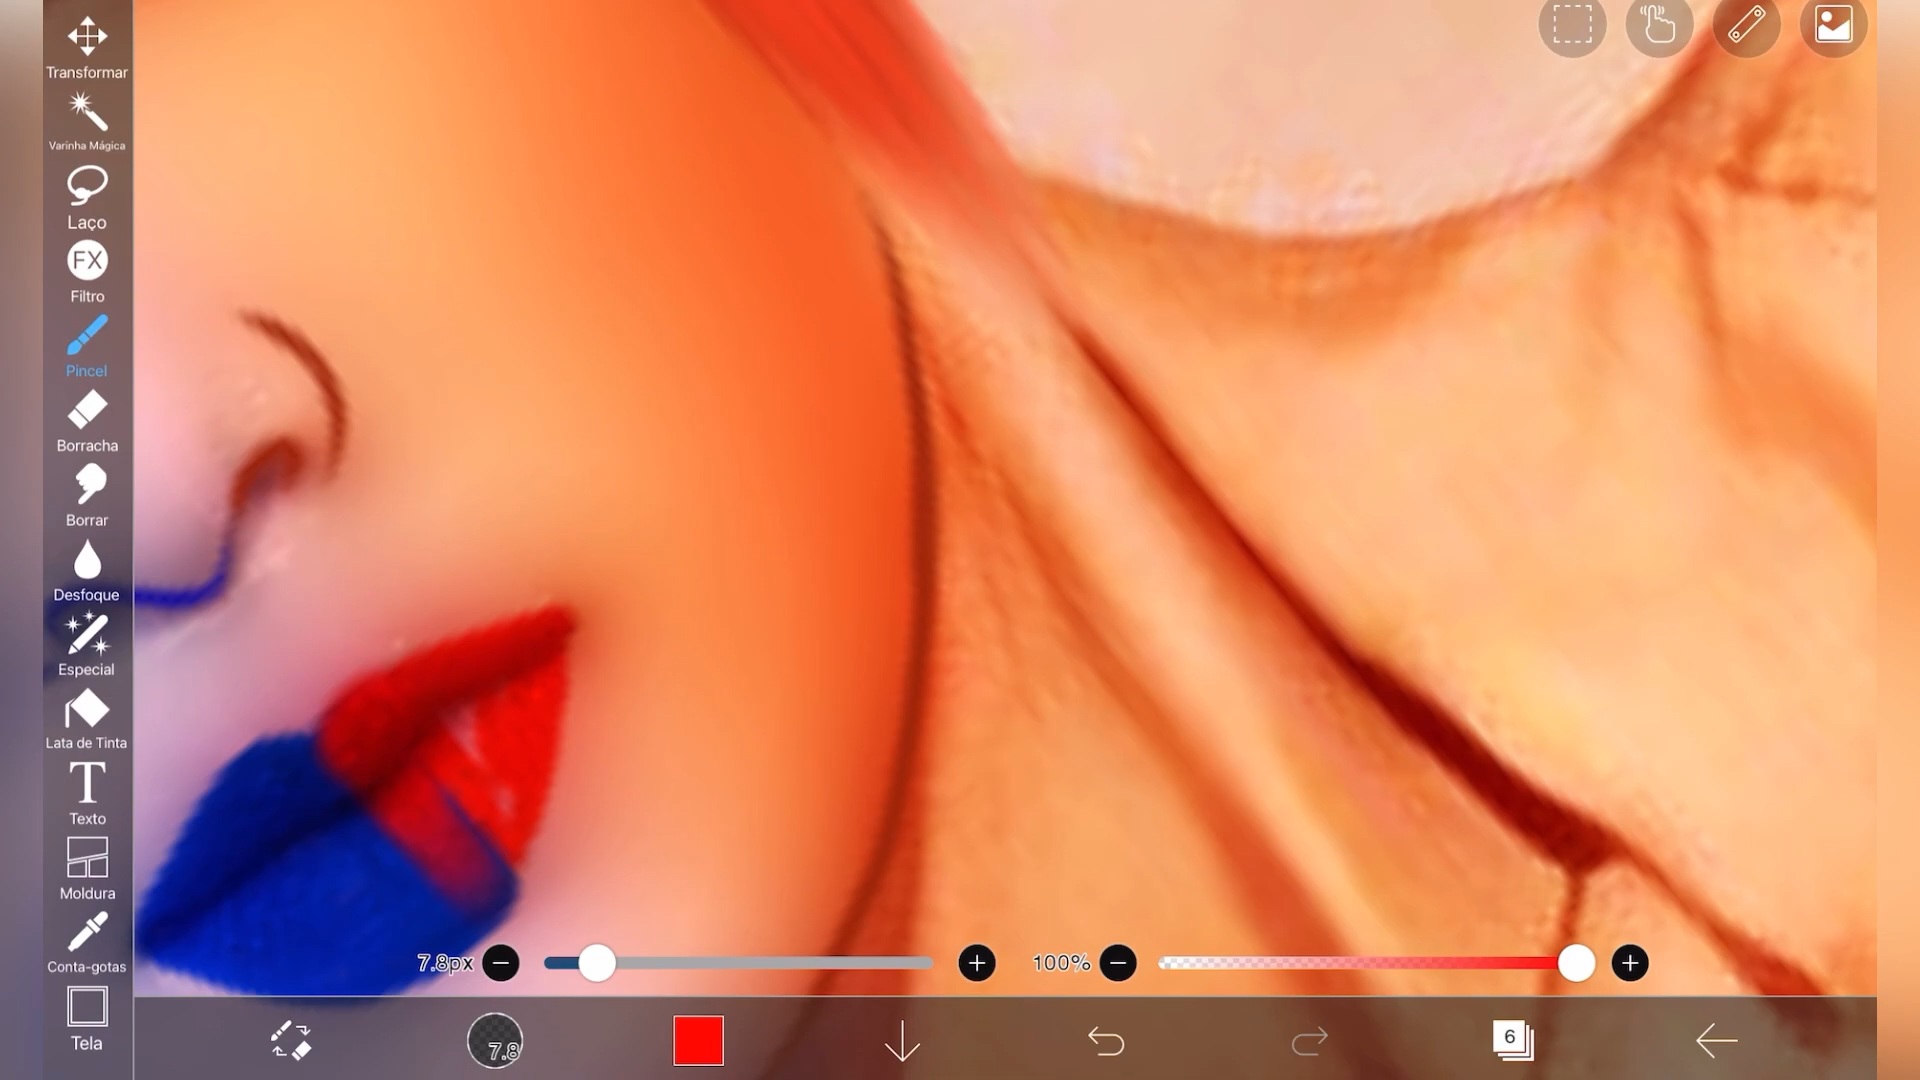 Transformar
Varinha Mágica
Laço
FX
Filtro
Pincel
Borracha
Borrar
Desfoque
Especial
Lata de Tinta
T
Texto
Moldura
Conta-gotas
Tela
7.8px
100%
7.8
6